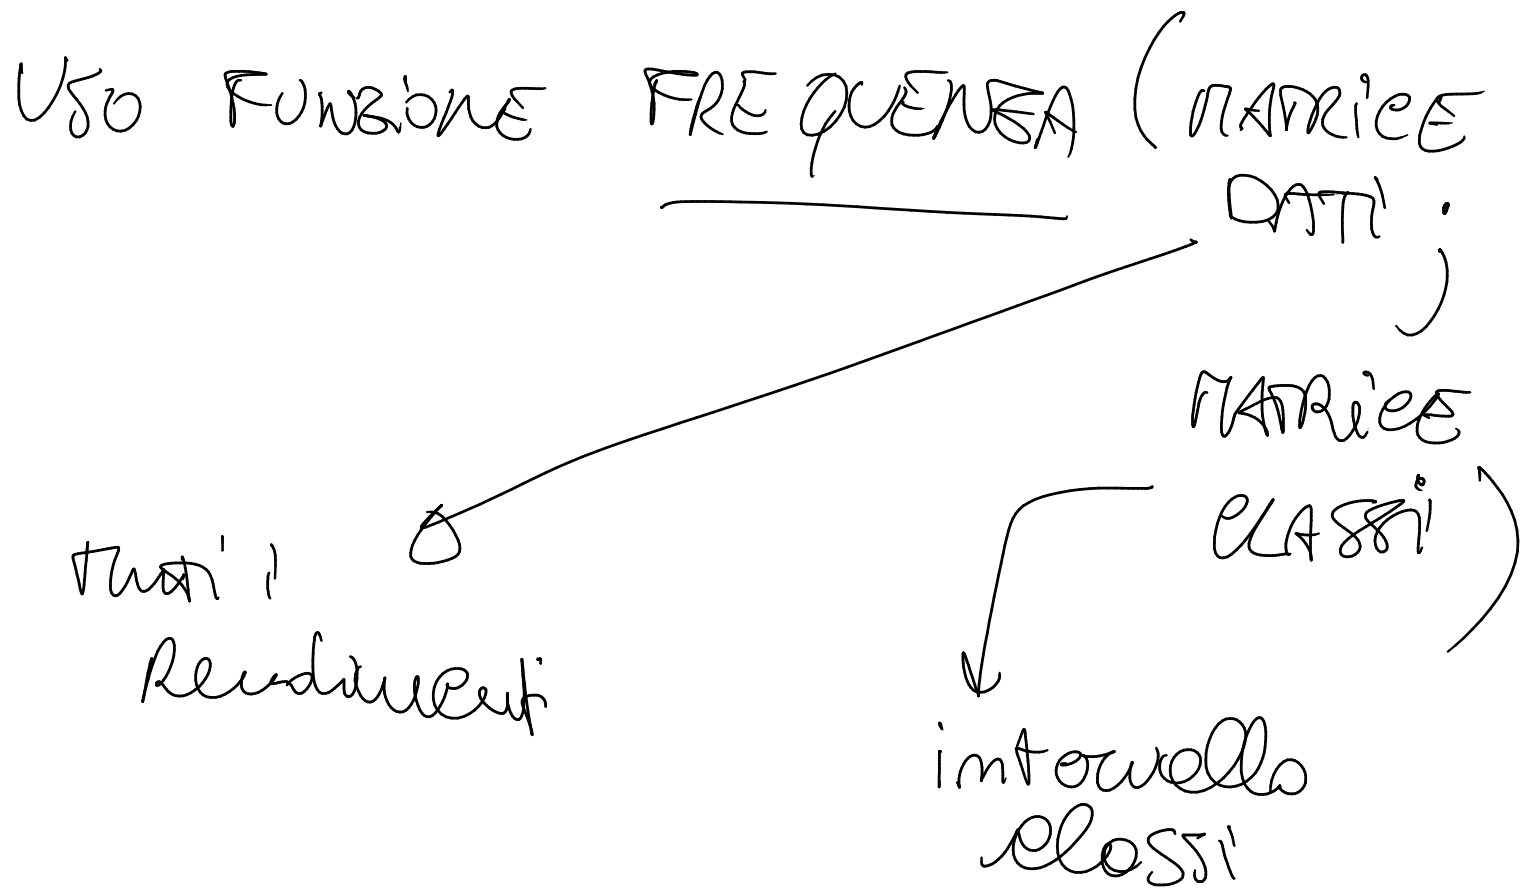 USO FUNZIONE FREQUENZA (MATRICE
DATI ;
MATRICE
CLASSI)
tutti i
Rendimenti
intervallo
classi